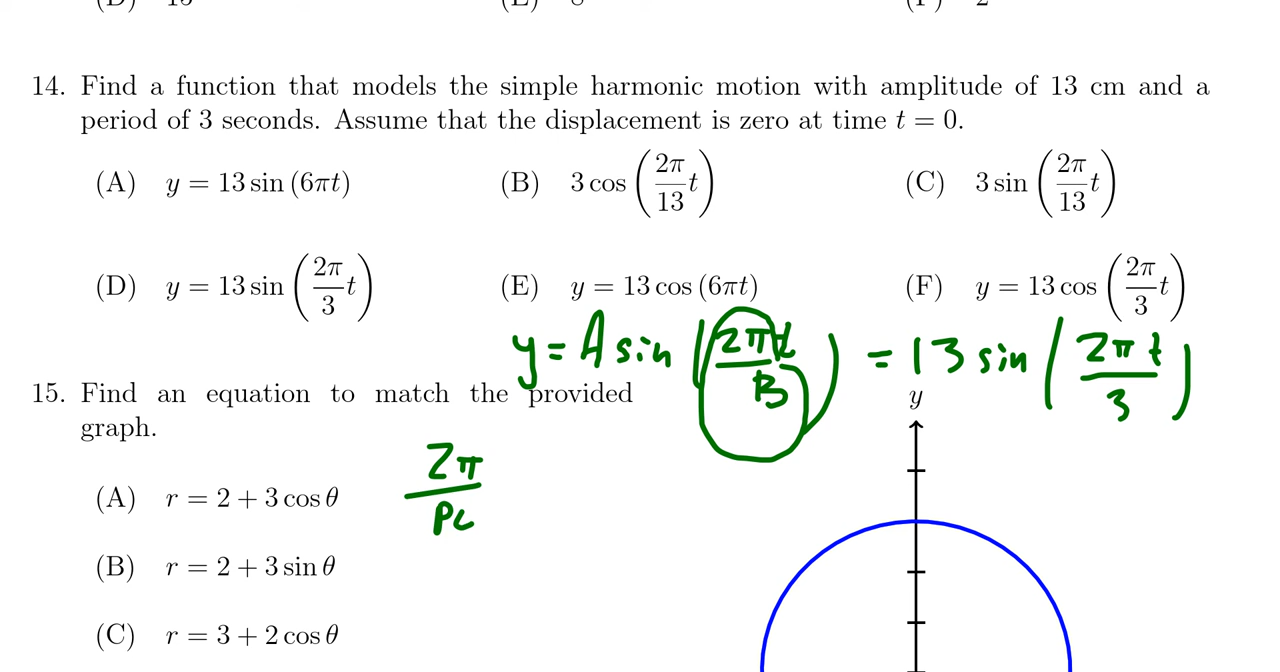 14. Find a function that models the simple harmonic motion with amplitude of 13 cm and a
period of 3 seconds. Assume that the displacement is zero at time t = 0.
(A) y = 13 sin (6πt) (B) 3 cos (2π/13 t) (C) 3 sin (2π/13 t)
(D) y = 13 sin (2π/3 t) (E) y = 13 cos (6πt) (F) y = 13 cos (2π/3 t)
y = A sin (2πt/B) = 13 sin (2πt/3)
15. Find an equation to match the provided
graph.
y
2π/
(A) r = 2 + 3 cos θ
(B) r = 2 + 3 sin θ
(C) r = 3 + 2 cos θ